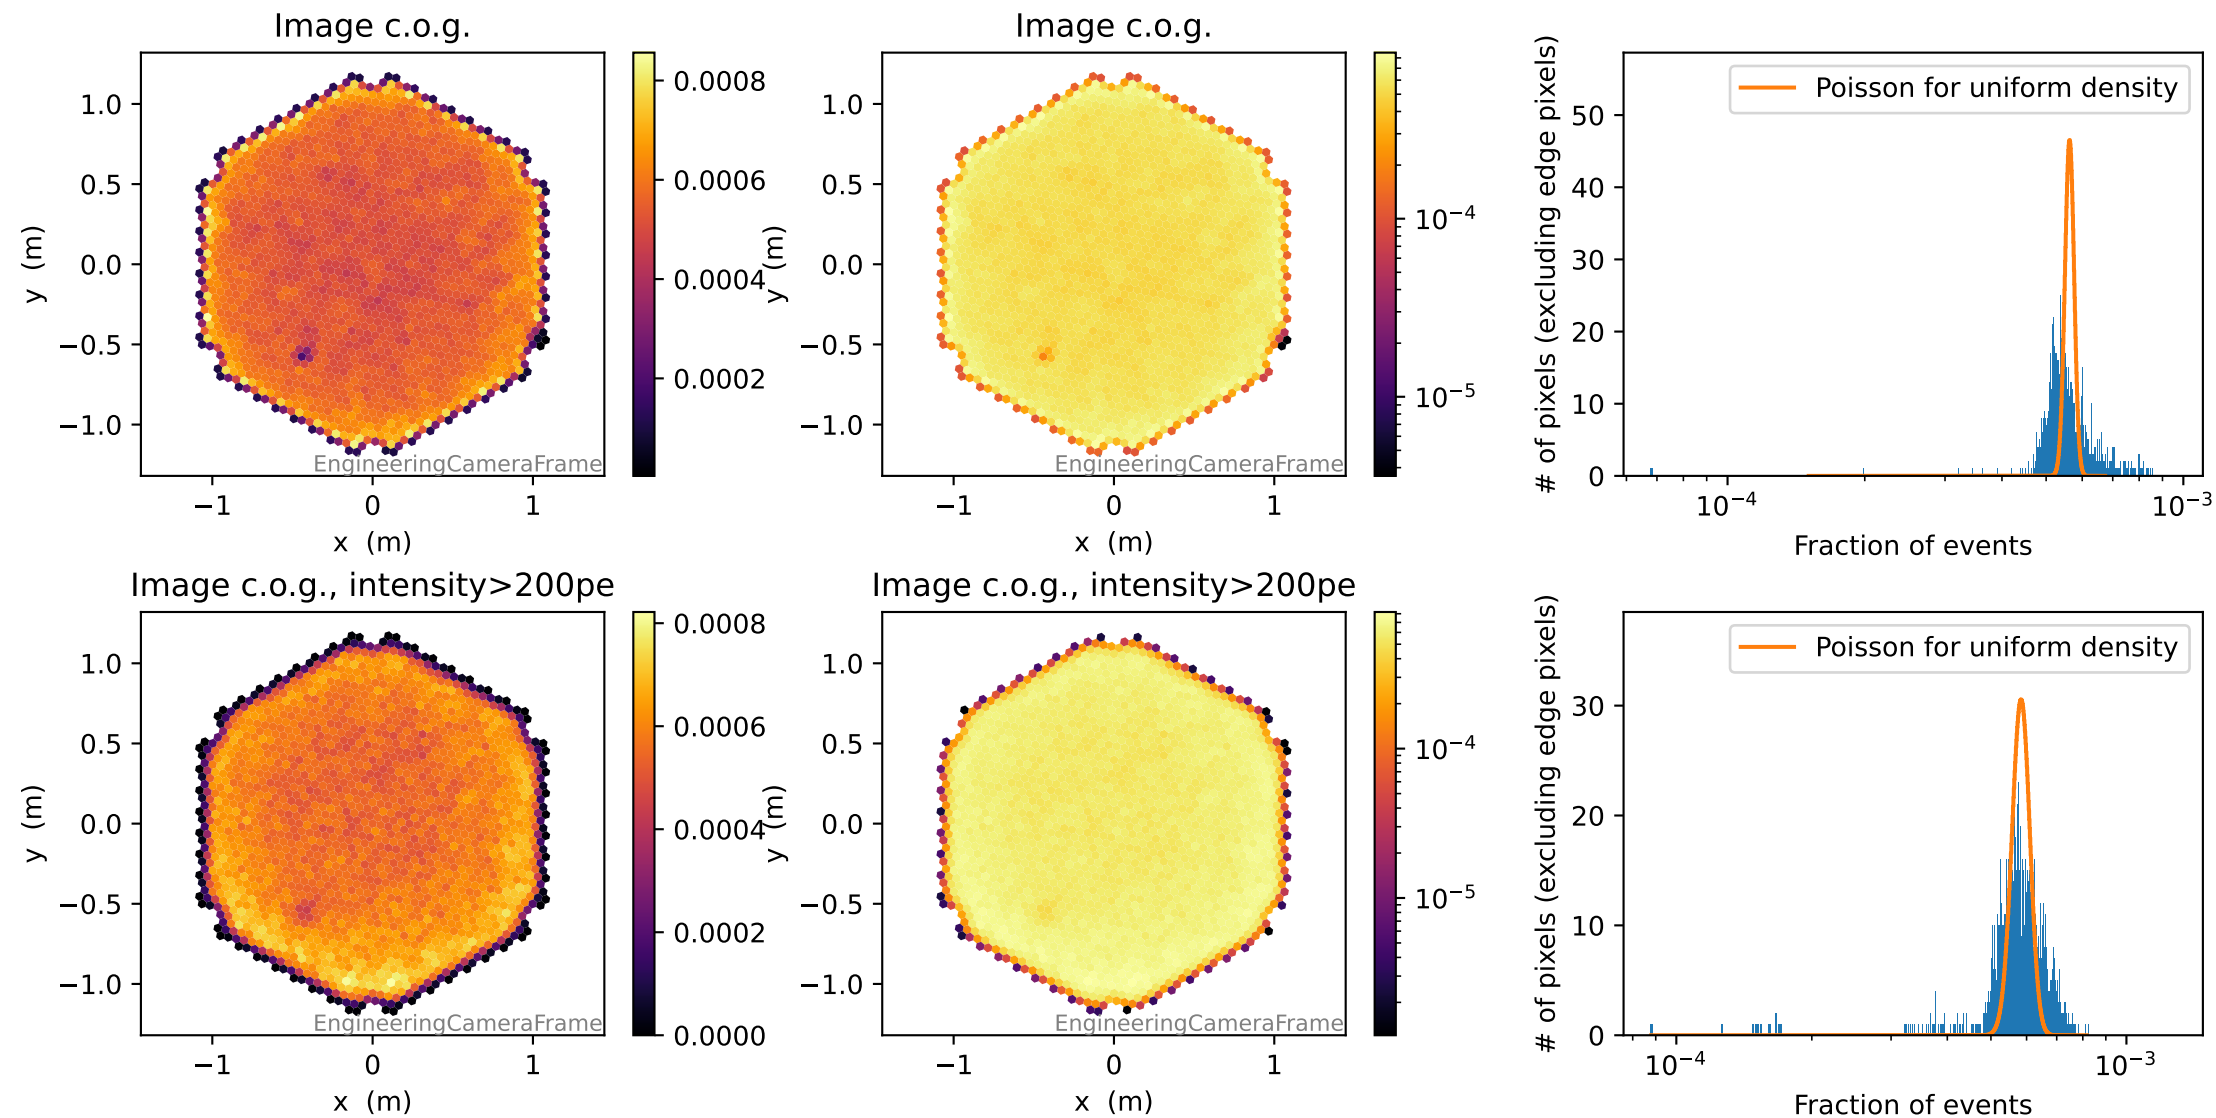 Image c.o.g.
1.0
0.5
0.0
−0.5
−1.0
y (m)
−1
0
1
x (m)
EngineeringCameraFrame
0.0008
0.0006
0.0004
0.0002
Image c.o.g.
1.0
0.5
0.0
−0.5
−1.0
y (m)
−1
0
1
x (m)
EngineeringCameraFrame
10⁻⁴
10⁻⁵
Poisson for uniform density
# of pixels (excluding edge pixels)
50
40
30
20
10
0
10⁻⁴
10⁻³
Fraction of events
Image c.o.g., intensity>200pe
1.0
0.5
0.0
−0.5
−1.0
y (m)
−1
0
1
x (m)
EngineeringCameraFrame
0.0008
0.0006
0.0004
0.0002
0.0000
Image c.o.g., intensity>200pe
1.0
0.5
0.0
−0.5
−1.0
y (m)
−1
0
1
x (m)
EngineeringCameraFrame
10⁻⁴
10⁻⁵
Poisson for uniform density
# of pixels (excluding edge pixels)
30
20
10
0
10⁻⁴
10⁻³
Fraction of events